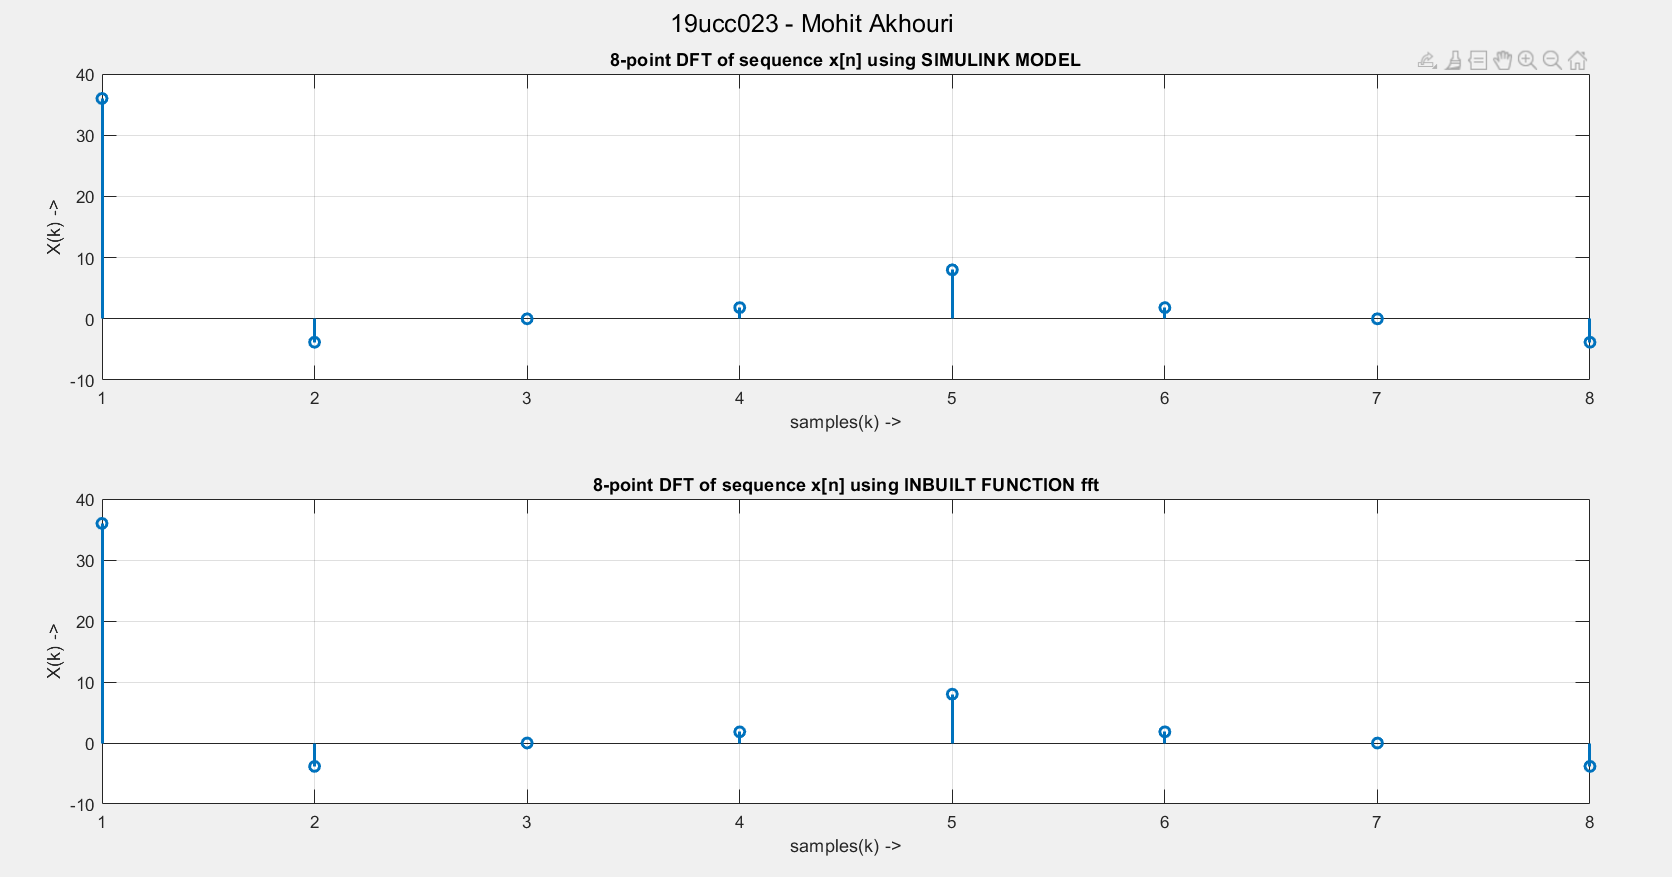 19ucc023 - Mohit Akhouri
8-point DFT of sequence x[n] using SIMULINK MODEL
40
30
20
10
0
-10
X(k) ->
1 2 3 4 5 6 7 8
samples(k) ->
8-point DFT of sequence x[n] using INBUILT FUNCTION fft
40
30
20
10
0
-10
X(k) ->
1 2 3 4 5 6 7 8
samples(k) ->